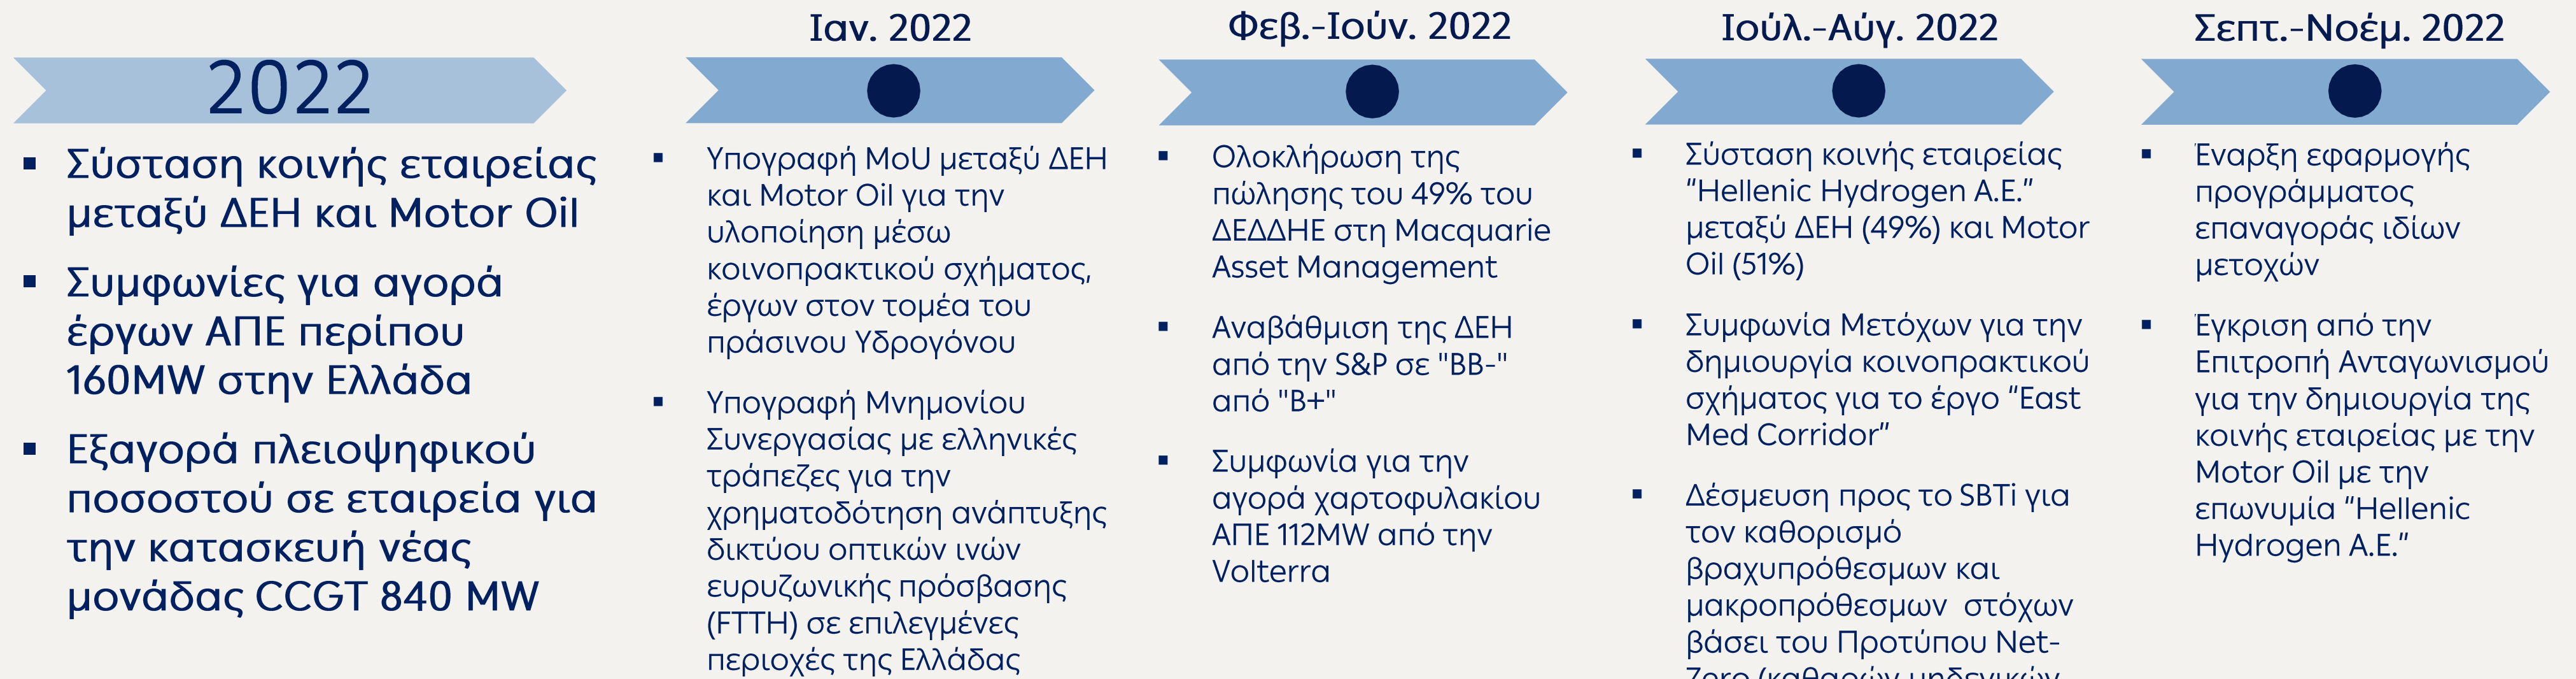 2022
▪ Σύσταση κοινής εταιρείας
μεταξύ ΔΕΗ και Motor Oil
▪ Συμφωνίες για αγορά
έργων ΑΠΕ περίπου
160MW στην Ελλάδα
▪ Εξαγορά πλειοψηφικού
ποσοστού σε εταιρεία για
την κατασκευή νέας
μονάδας CCGT 840 MW
Ιαν. 2022
▪ Υπογραφή MoU μεταξύ ΔΕΗ
και Motor Oil για την
υλοποίηση μέσω
κοινοπρακτικού σχήματος,
έργων στον τομέα του
πράσινου Υδρογόνου
▪ Υπογραφή Μνημονίου
Συνεργασίας με ελληνικές
τράπεζες για την
χρηματοδότηση ανάπτυξης
δικτύου οπτικών ινών
ευρυζωνικής πρόσβασης
(FTTH) σε επιλεγμένες
περιοχές της Ελλάδας
Φεβ.-Ιούν. 2022
▪ Ολοκλήρωση της
πώλησης του 49% του
ΔΕΔΔΗΕ στη Macquarie
Asset Management
▪ Αναβάθμιση της ΔΕΗ
από την S&P σε "BB-"
από "B+"
▪ Συμφωνία για την
αγορά χαρτοφυλακίου
ΑΠΕ 112MW από την
Volterra
Ιούλ.-Αύγ. 2022
▪ Σύσταση κοινής εταιρείας
“Hellenic Hydrogen Α.Ε.”
μεταξύ ΔΕΗ (49%) και Motor
Oil (51%)
▪ Συμφωνία Μετόχων για την
δημιουργία κοινοπρακτικού
σχήματος για το έργο “East
Med Corridor”
▪ Δέσμευση προς το SBTi για
τον καθορισμό
βραχυπρόθεσμων και
μακροπρόθεσμων  στόχων
βάσει του Προτύπου Net-
Zero (καθαρών μηδενικών
Σεπτ.-Νοέμ. 2022
▪ Έναρξη εφαρμογής
προγράμματος
επαναγοράς ιδίων
μετοχών
▪ Έγκριση από την
Επιτροπή Ανταγωνισμού
για την δημιουργία της
κοινής εταιρείας με την
Motor Oil με την
επωνυμία “Hellenic
Hydrogen Α.Ε.”